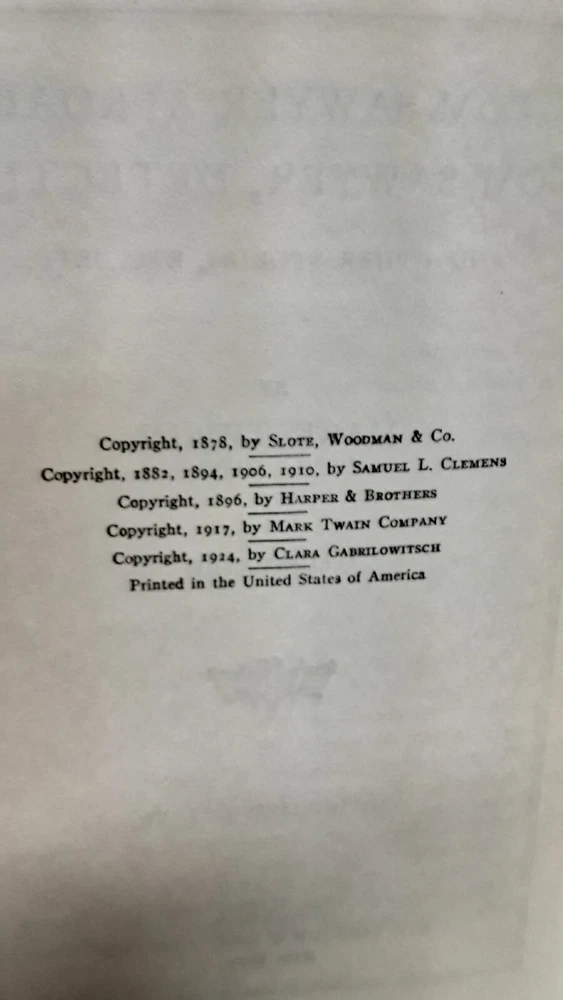 Copyright, 1878, by SLOTE, WOODMAN & Co.
Copyright, 1882, 1894, 1906, 1910, by SAMUEL L. CLEMENS
Copyright, 1896, by HARPER & BROTHERS
Copyright, 1917, by MARK TWAIN COMPANY
Copyright, 1924, by CLARA GABRILOWITSCH
Printed in the United States of America